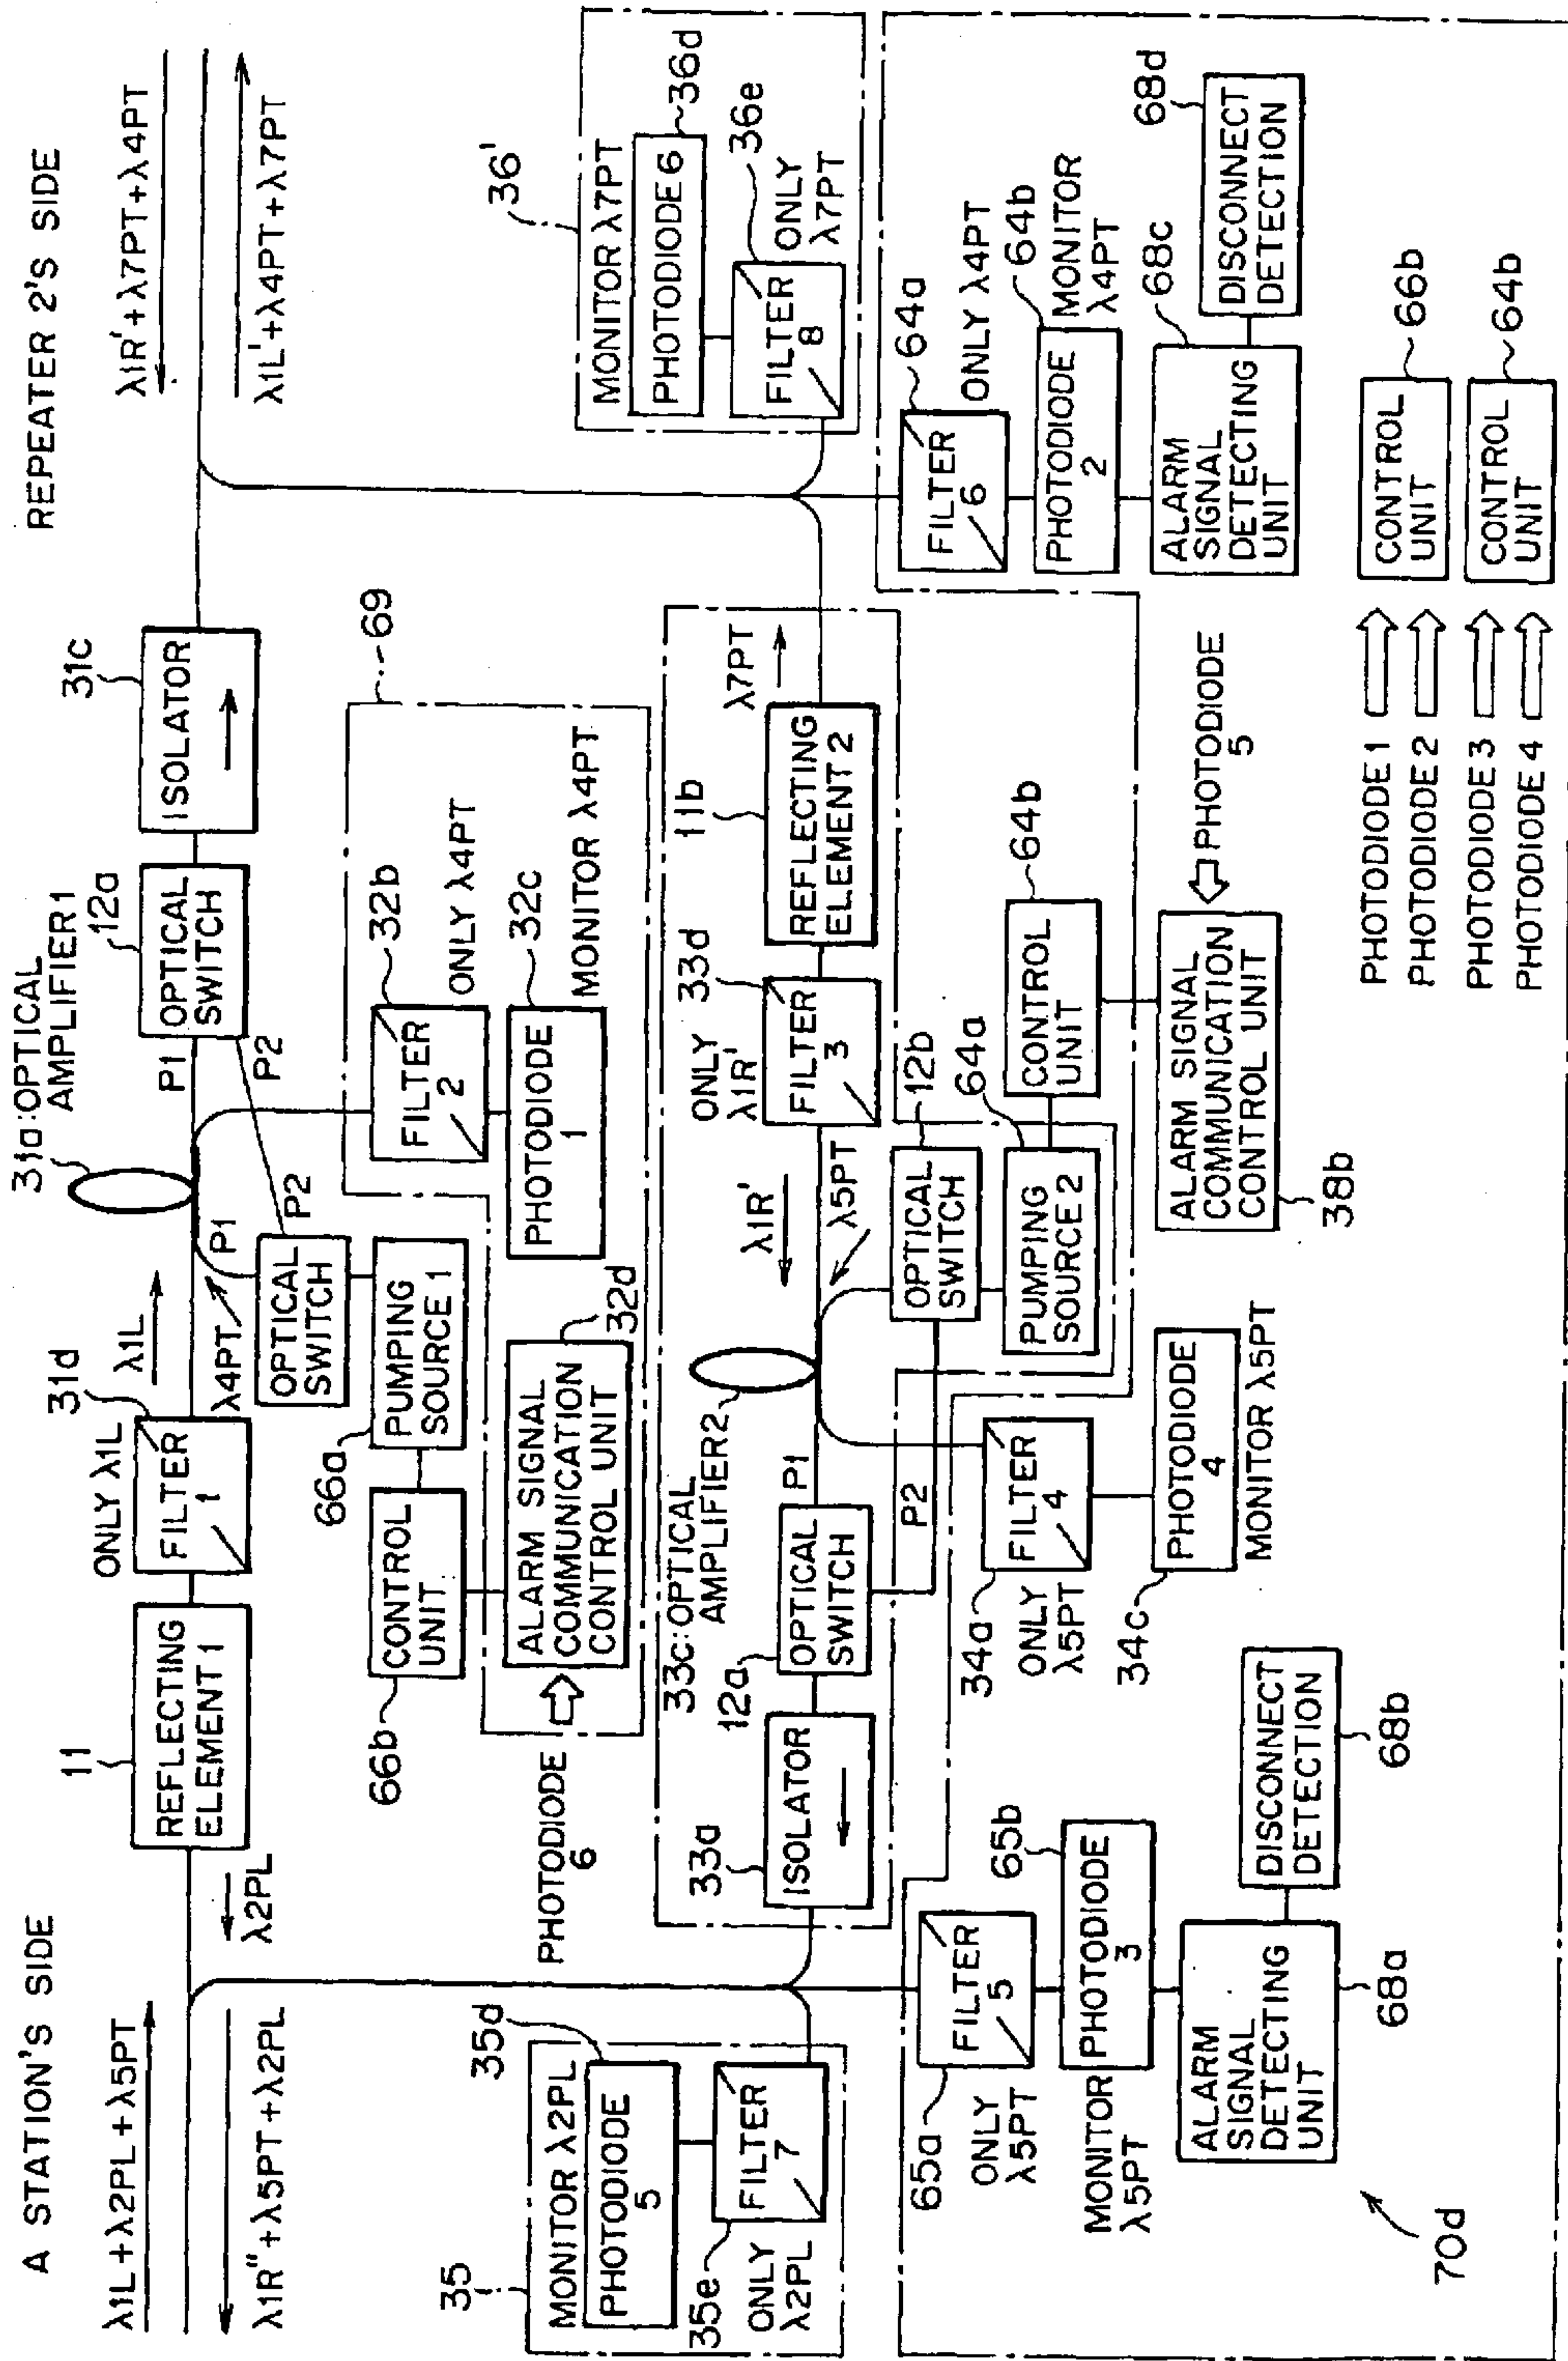 A STATION'S SIDE
REPEATER 2'S SIDE
λ1L+λ2PL+λ5PT
λ1R''+λ5PT+λ2PL
λ2PL
11
REFLECTING
ELEMENT 1
ONLY λ1L
31d
FILTER
1
λ1L
λ4PT
P1
31a:OPTICAL
AMPLIFIER1
P1
P2
P2
12a
OPTICAL
SWITCH
31c
ISOLATOR
λ1R'+λ7PT+λ4PT
λ1L'+λ4PT+λ7PT
OPTICAL
SWITCH
66a
PUMPING
SOURCE 1
66b
CONTROL
UNIT
69
32b
FILTER
2
ONLY λ4PT
32c
PHOTODIODE
1
MONITOR λ4PT
32d
ALARM SIGNAL
COMMUNICATION
CONTROL UNIT
PHOTODIODE
6
36'
MONITOR λ7PT
PHOTODIODE 6
36d
36e
FILTER
8
ONLY
λ7PT
35
MONITOR λ2PL
35d
PHOTODIODE
5
35e
FILTER
7
ONLY
λ2PL
33a
ISOLATOR
12a
OPTICAL
SWITCH
33c:OPTICAL
AMPLIFIER2
P1
P2
λ1R'
λ5PT
ONLY
λ1R'
33d
FILTER
3
11b
REFLECTING
ELEMENT 2
λ7PT
12b
OPTICAL
SWITCH
64a
PUMPING
SOURCE 2
64b
CONTROL
UNIT
65a
FILTER
5
ONLY
λ5PT
65b
PHOTODIODE
3
MONITOR
λ5PT
ALARM
SIGNAL
DETECTING
UNIT
68a
DISCONNECT
DETECTION
68b
34a
FILTER
4
ONLY
λ5PT
34c
PHOTODIODE
4
MONITOR λ5PT
ALARM SIGNAL
COMMUNICATION
CONTROL UNIT
38b
PHOTODIODE
5
64a
FILTER
6
ONLY λ4PT
64b
PHOTODIODE
2
MONITOR
λ4PT
68c
ALARM
SIGNAL
DETECTING
UNIT
68d
DISCONNECT
DETECTION
PHOTODIODE 1
PHOTODIODE 2
CONTROL
UNIT
66b
PHOTODIODE 3
PHOTODIODE 4
CONTROL
UNIT
64b
70d